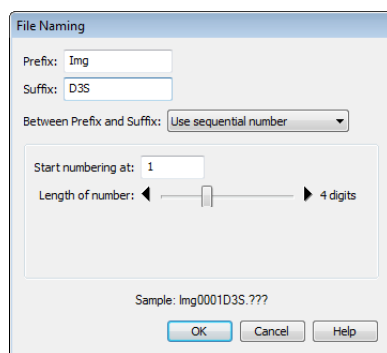 File Naming
Prefix: Img
Suffix: D3S
Between Prefix and Suffix: Use sequential number
Start numbering at: 1
Length of number: 4 digits
Sample: Img0001D3S.???
OK Cancel Help